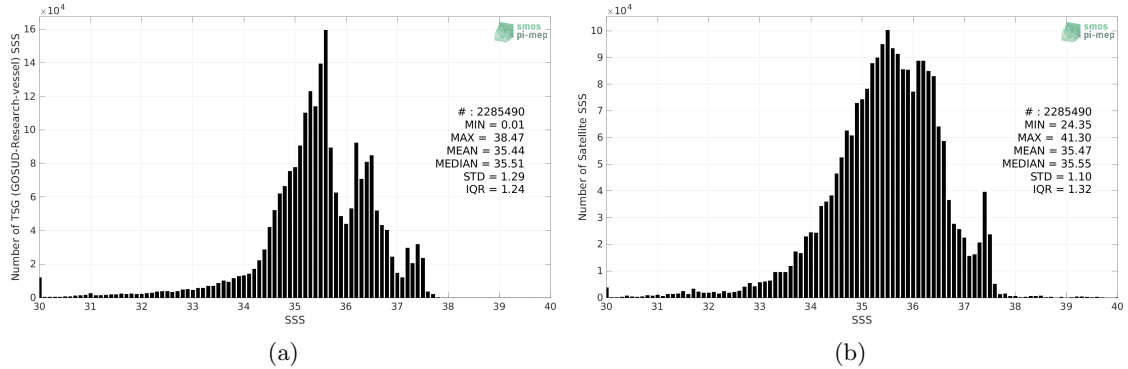 ×10⁴
16
14
12
10
8
6
4
2
0
Number of TSG (GOSUD-Research-vessel) SSS
30 31 32 33 34 35 36 37 38 39 40
SSS
smos
pi-mep
# : 2285490
MIN = 0.01
MAX = 38.47
MEAN = 35.44
MEDIAN = 35.51
STD = 1.29
IQR = 1.24
(a)
×10⁴
10
9
8
7
6
5
4
3
2
1
0
Number of Satellite SSS
30 31 32 33 34 35 36 37 38 39 40
SSS
smos
pi-mep
# : 2285490
MIN = 24.35
MAX = 41.30
MEAN = 35.47
MEDIAN = 35.55
STD = 1.10
IQR = 1.32
(b)